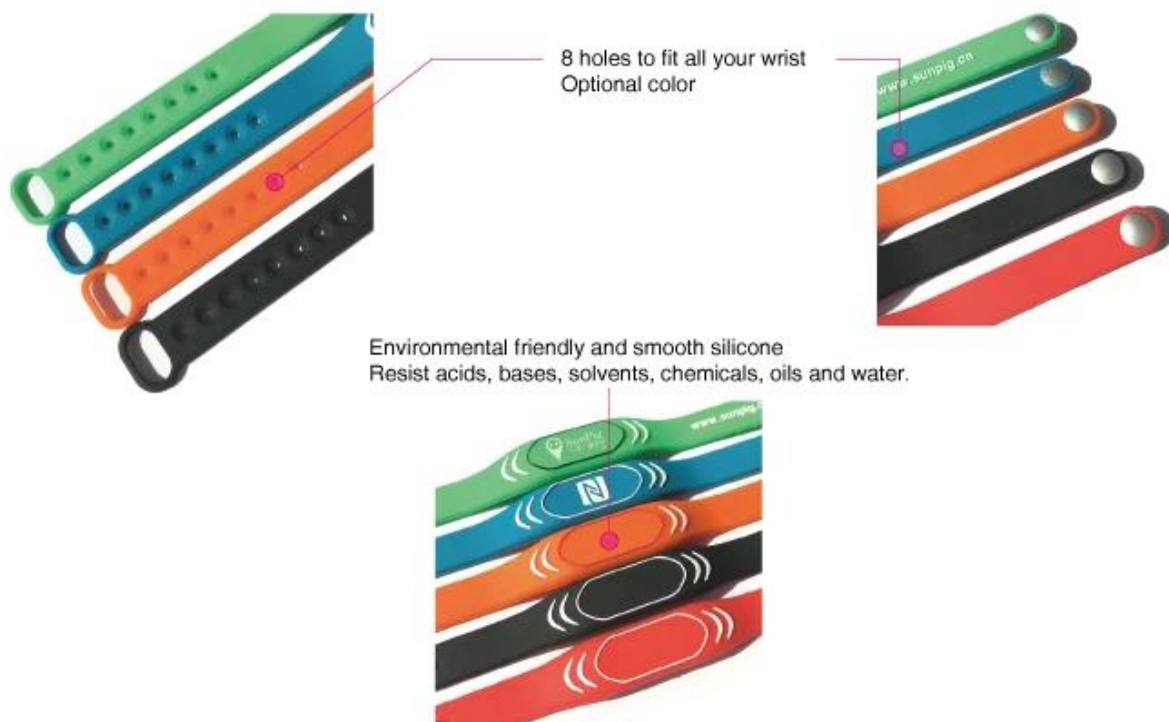 8 holes to fit all your wrist
Optional color
www.sunpig.cn
Environmental friendly and smooth silicone
Resist acids, bases, solvents, chemicals, oils and water.
www.sunpig.
SunPig